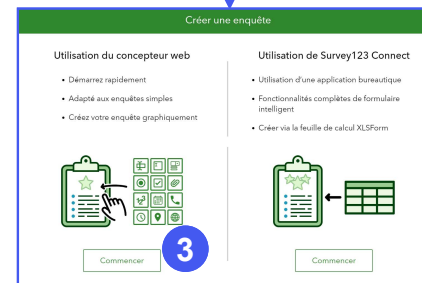 Créer une enquête
Utilisation du concepteur web
• Démarrez rapidement
• Adapté aux enquêtes simples
• Créez votre enquête graphiquement
Commencer
3
Utilisation de Survey123 Connect
• Utilisation d'une application bureautique
• Fonctionnalités complètes de formulaire
intelligent
• Créer via la feuille de calcul XLSForm
Commencer